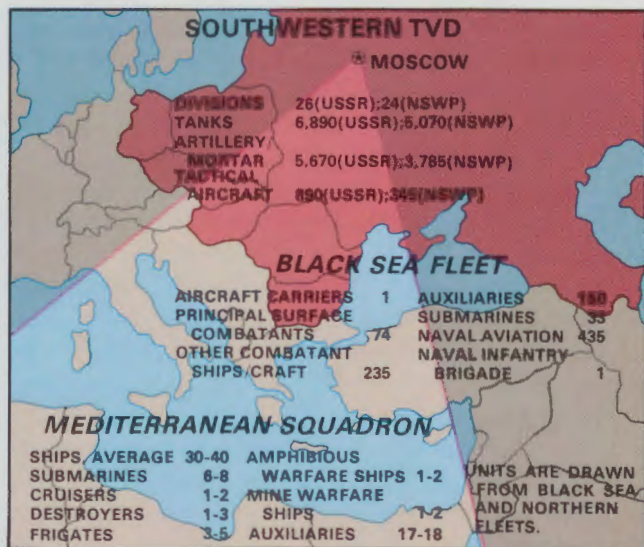 SOUTHWESTERN TVD
MOSCOW
DIVISIONS 26(USSR);24(NSWP)
TANKS 6,890(USSR);5,070(NSWP)
ARTILLERY/
MORTAR 5,670(USSR);3,785(NSWP)
TACTICAL
AIRCRAFT 890(USSR);345(NSWP)
BLACK SEA FLEET
AIRCRAFT CARRIERS 1
PRINCIPAL SURFACE
COMBATANTS 74
OTHER COMBATANT
SHIPS/CRAFT 235
AUXILIARIES 150
SUBMARINES 33
NAVAL AVIATION 435
NAVAL INFANTRY
BRIGADE 1
MEDITERRANEAN SQUADRON
SHIPS, AVERAGE 30-40
SUBMARINES 6-8
CRUISERS 1-2
DESTROYERS 1-3
FRIGATES 3-5
AMPHIBIOUS
WARFARE SHIPS 1-2
MINE WARFARE
SHIPS 1-2
AUXILIARIES 17-18
UNITS ARE DRAWN
FROM BLACK SEA
AND NORTHERN
FLEETS.